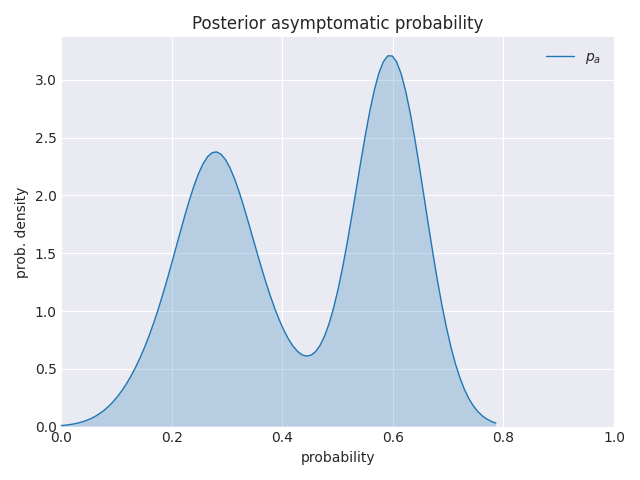 Posterior asymptomatic probability
pₐ
prob. density
3.0
2.5
2.0
1.5
1.0
0.5
0.0
0.0 0.2 0.4 0.6 0.8 1.0
probability